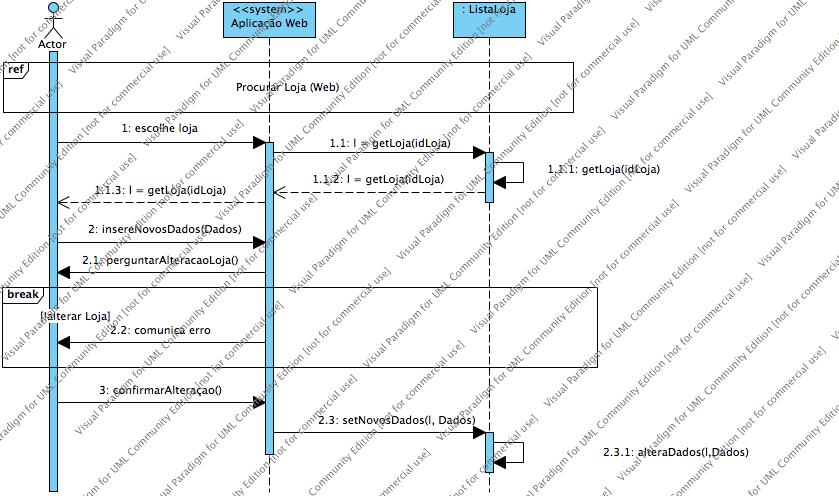 <<system>>
Aplicação Web
: ListaLoja
Actor
ref
Procurar Loja (Web)
1: escolhe loja
1.1: l = getLoja(idLoja)
1.1.1: getLoja(idLoja)
1.1.2: l = getLoja(idLoja)
1.1.3: l = getLoja(idLoja)
2: insereNovosDados(Dados)
2.1: perguntarAlteracaoLoja()
break
[!alterar Loja]
2.2: comunica erro
3: confirmarAlteraçao()
2.3: setNovosDados(l, Dados)
2.3.1: alteraDados(l,Dados)
Visual Paradigm for UML Community Edition [not for commercial use]